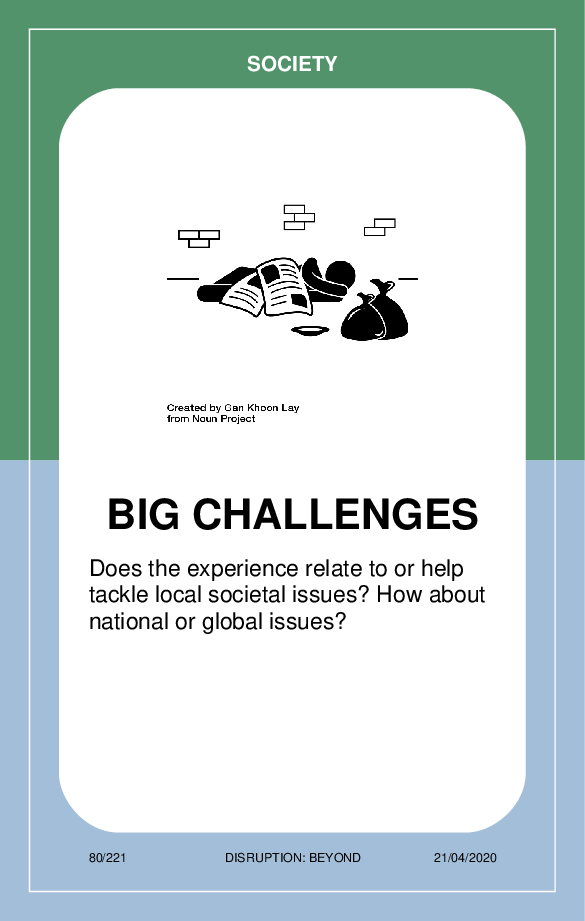 SOCIETY
Created by Gan Khoon Lay
from Noun Project
BIG CHALLENGES
Does the experience relate to or help
tackle local societal issues? How about
national or global issues?
80/221
DISRUPTION: BEYOND
21/04/2020